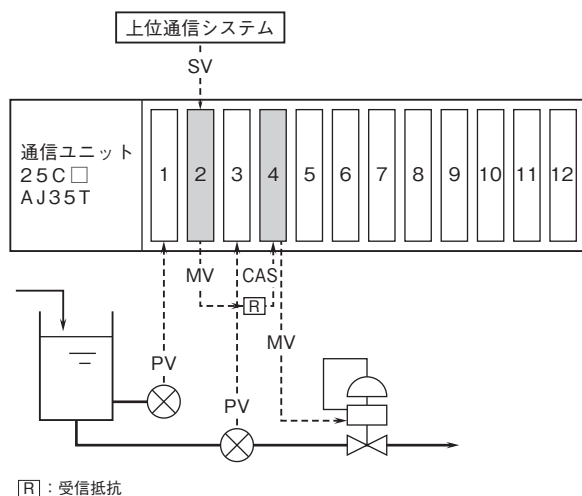 上位通信システム
SV
通信ユニット
25C□
AJ35T
1 2 3 4 5 6 7 8 9 10 11 12
MV CAS
R
MV
PV
PV
R：受信抵抗